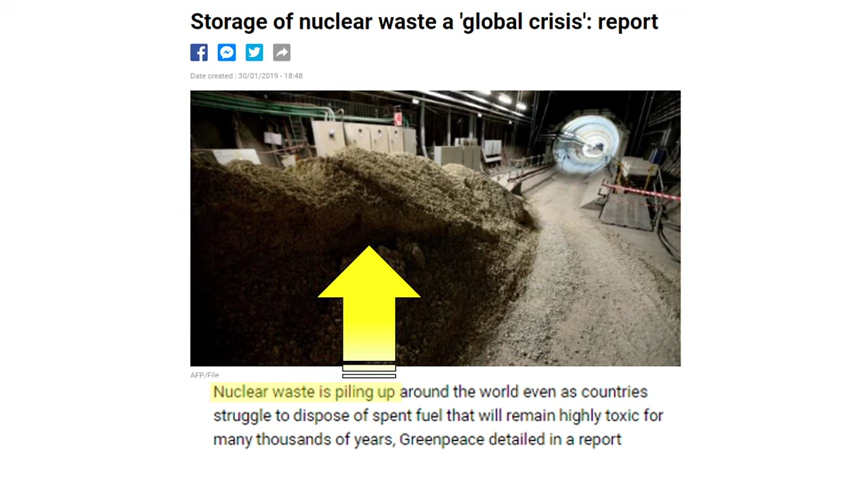 Storage of nuclear waste a 'global crisis': report
Date created : 30/01/2019 - 18:48
AFP/File
Nuclear waste is piling up around the world even as countries
struggle to dispose of spent fuel that will remain highly toxic for
many thousands of years, Greenpeace detailed in a report